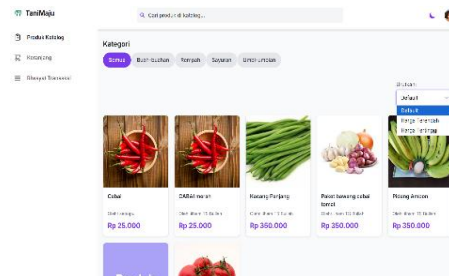 TaniMaju
Cari produk di katalog...
Produk Katalog
Keranjang
Riwayat Transaksi
Kategori
Semua
Buah-buahan
Rempah
Sayuran
Umbi-umbian
Urutkan:
Default
Default
Harga Terendah
Harga Tertinggi
Cabai
Rp 25.000
CABAI merah
Rp 25.000
Kacang Panjang
Rp 350.000
Paket bawang cabai
tomat
Rp 350.000
Pisang Ambon
Rp 350.000